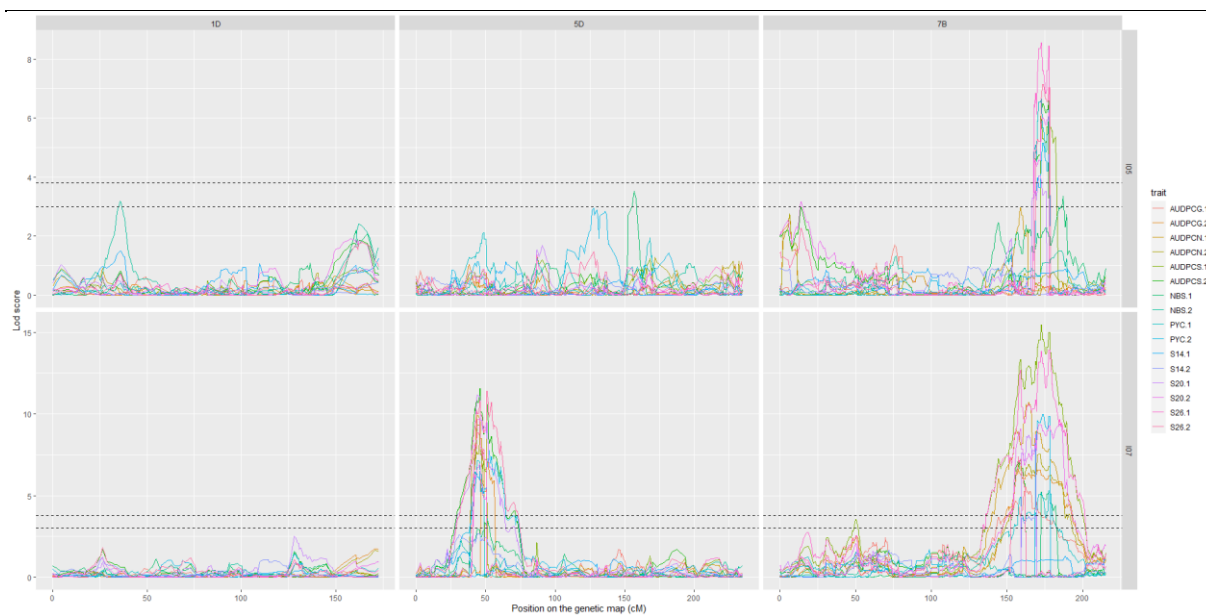 1D 5D 7B
8
6
4
2
0
I05
15
10
5
0
I07
Lod score
0 50 100 150 0 50 100 150 200 0 50 100 150 200
Position on the genetic map (cM)
trait
AUDPCG.1
AUDPCG.2
AUDPCN.1
AUDPCN.2
AUDPCS.1
AUDPCS.2
NBS.1
NBS.2
PYC.1
PYC.2
S14.1
S14.2
S20.1
S20.2
S26.1
S26.2